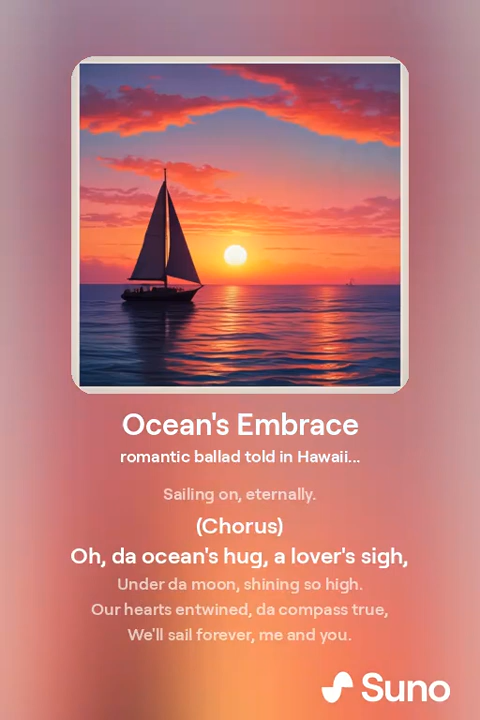 Ocean's Embrace
romantic ballad told in Hawaii...
Sailing on, eternally.
(Chorus)
Oh, da ocean's hug, a lover's sigh,
Under da moon, shining so high.
Our hearts entwined, da compass true,
We'll sail forever, me and you.
Suno